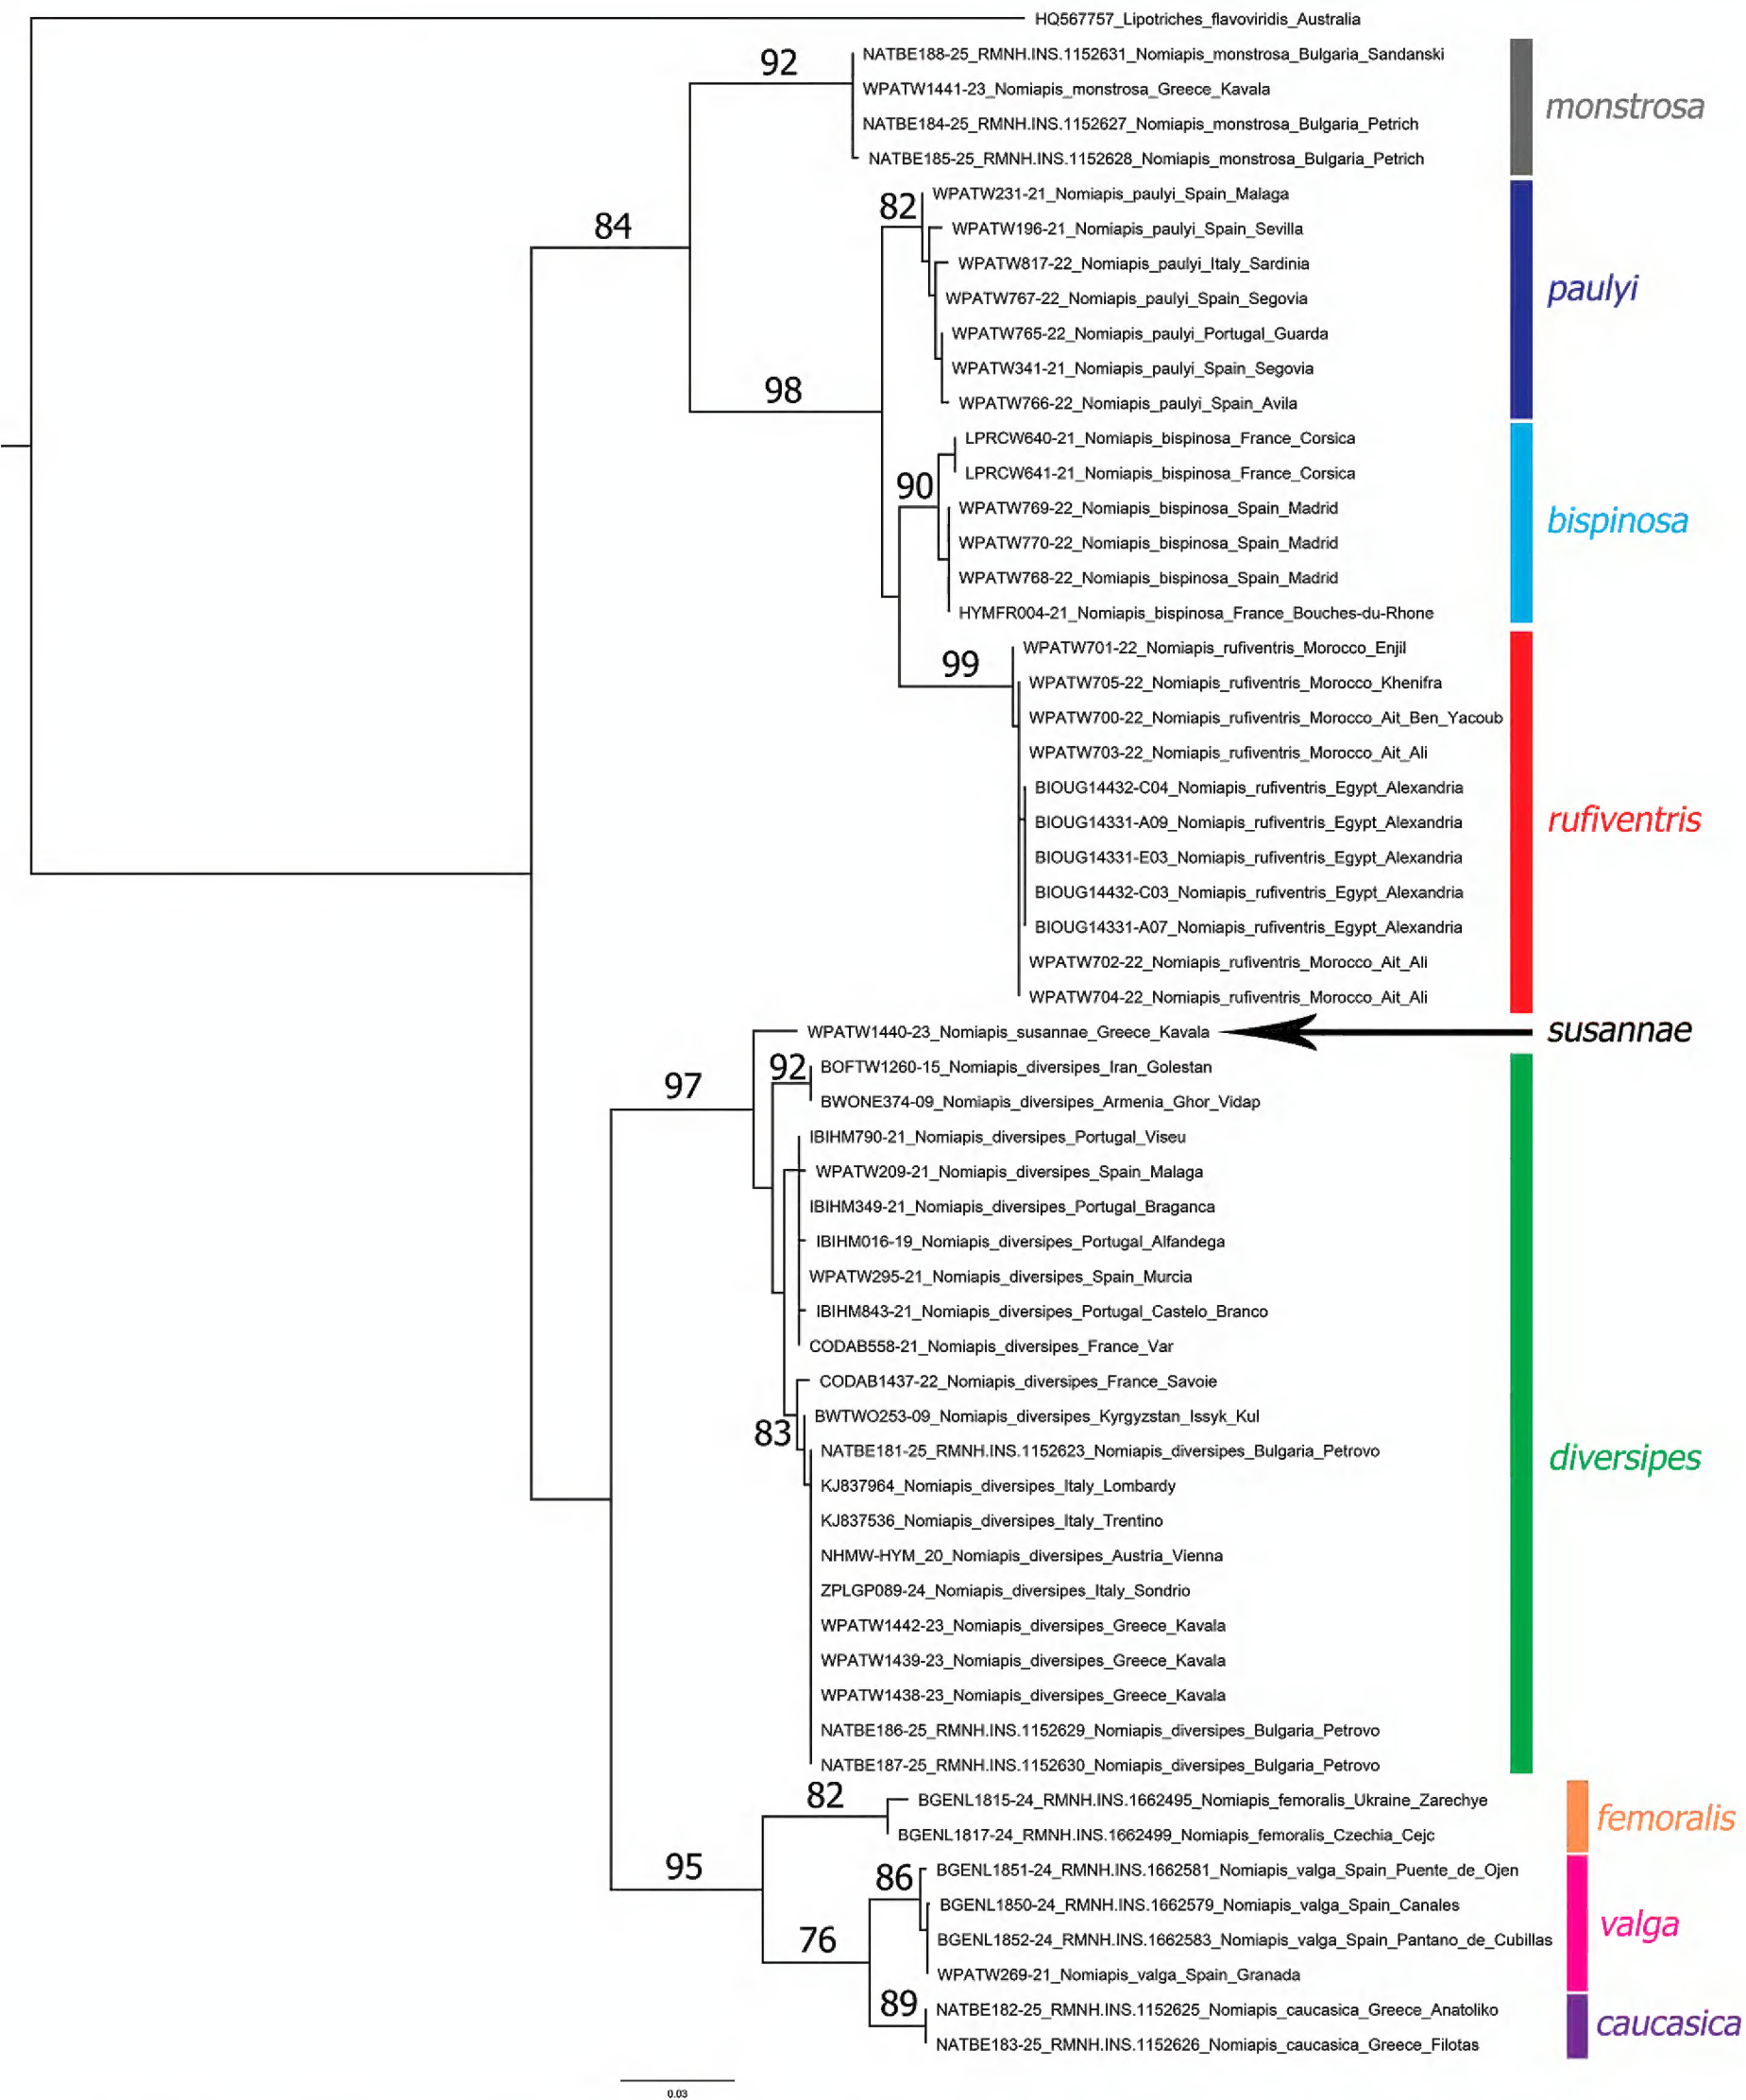 HQ567757_Lipotriches_flavoviridis_Australia
92
NATBE188-25_RMNH.INS.1152631_Nomiapis_monstrosa_Bulgaria_Sandanski
WPATW1441-23_Nomiapis_monstrosa_Greece_Kavala
monstrosa
NATBE184-25_RMNH.INS.1152627_Nomiapis_monstrosa_Bulgaria_Petrich
NATBE185-25_RMNH.INS.1152628_Nomiapis_monstrosa_Bulgaria_Petrich
WPATW231-21_Nomiapis_paulyi_Spain_Malaga
82
84
WPATW196-21_Nomiapis_paulyi_Spain_Sevilla
WPATW817-22_Nomiapis_paulyi_Italy_Sardinia
paulyi
WPATW767-22_Nomiapis_paulyi_Spain_Segovia
WPATW765-22_Nomiapis_paulyi_Portugal_Guarda
WPATW341-21_Nomiapis_paulyi_Spain_Segovia
98
WPATW766-22_Nomiapis_paulyi_Spain_Avila
LPRCW640-21_Nomiapis_bispinosa_France_Corsica
LPRCW641-21_Nomiapis_bispinosa_France_Corsica
90
WPATW769-22_Nomiapis_bispinosa_Spain_Madrid
bispinosa
WPATW770-22_Nomiapis_bispinosa_Spain_Madrid
WPATW768-22_Nomiapis_bispinosa_Spain_Madrid
HYMFR004-21_Nomiapis_bispinosa_France_Bouches-du-Rhone
WPATW701-22_Nomiapis_rufiventris_Morocco_Enjil
99
WPATW705-22_Nomiapis_rufiventris_Morocco_Khenifra
WPATW700-22_Nomiapis_rufiventris_Morocco_Ait_Ben_Yacoub
WPATW703-22_Nomiapis_rufiventris_Morocco_Ait_Ali
BIOUG14432-C04_Nomiapis_rufiventris_Egypt_Alexandria
BIOUG14331-A09_Nomiapis_rufiventris_Egypt_Alexandria
rufiventris
BIOUG14331-E03_Nomiapis_rufiventris_Egypt_Alexandria
BIOUG14432-C03_Nomiapis_rufiventris_Egypt_Alexandria
BIOUG14331-A07_Nomiapis_rufiventris_Egypt_Alexandria
WPATW702-22_Nomiapis_rufiventris_Morocco_Ait_Ali
WPATW704-22_Nomiapis_rufiventris_Morocco_Ait_Ali
WPATW1440-23_Nomiapis_susannae_Greece_Kavala
susannae
92
BOFTW1260-15_Nomiapis_diversipes_Iran_Golestan
97
BWONE374-09_Nomiapis_diversipes_Armenia_Ghor_Vidap
IBIHM790-21_Nomiapis_diversipes_Portugal_Viseu
WPATW209-21_Nomiapis_diversipes_Spain_Malaga
IBIHM349-21_Nomiapis_diversipes_Portugal_Braganca
IBIHM016-19_Nomiapis_diversipes_Portugal_Alfandega
WPATW295-21_Nomiapis_diversipes_Spain_Murcia
IBIHM843-21_Nomiapis_diversipes_Portugal_Castelo_Branco
CODAB558-21_Nomiapis_diversipes_France_Var
CODAB1437-22_Nomiapis_diversipes_France_Savoie
BWTWO253-09_Nomiapis_diversipes_Kyrgyzstan_Issyk_Kul
83
NATBE181-25_RMNH.INS.1152623_Nomiapis_diversipes_Bulgaria_Petrovo
diversipes
KJ837964_Nomiapis_diversipes_Italy_Lombardy
KJ837536_Nomiapis_diversipes_Italy_Trentino
NHMW-HYM_20_Nomiapis_diversipes_Austria_Vienna
ZPLGP089-24_Nomiapis_diversipes_Italy_Sondrio
WPATW1442-23_Nomiapis_diversipes_Greece_Kavala
WPATW1439-23_Nomiapis_diversipes_Greece_Kavala
WPATW1438-23_Nomiapis_diversipes_Greece_Kavala
NATBE186-25_RMNH.INS.1152629_Nomiapis_diversipes_Bulgaria_Petrovo
NATBE187-25_RMNH.INS.1152630_Nomiapis_diversipes_Bulgaria_Petrovo
82
BGENL1815-24_RMNH.INS.1662495_Nomiapis_femoralis_Ukraine_Zarechye
femoralis
BGENL1817-24_RMNH.INS.1662499_Nomiapis_femoralis_Czechia_Cejc
95
86
BGENL1851-24_RMNH.INS.1662581_Nomiapis_valga_Spain_Puente_de_Ojen
BGENL1850-24_RMNH.INS.1662579_Nomiapis_valga_Spain_Canales
valga
76
BGENL1852-24_RMNH.INS.1662583_Nomiapis_valga_Spain_Pantano_de_Cubillas
WPATW269-21_Nomiapis_valga_Spain_Granada
89
NATBE182-25_RMNH.INS.1152625_Nomiapis_caucasica_Greece_Anatoliko
caucasica
NATBE183-25_RMNH.INS.1152626_Nomiapis_caucasica_Greece_Filotas
0.03